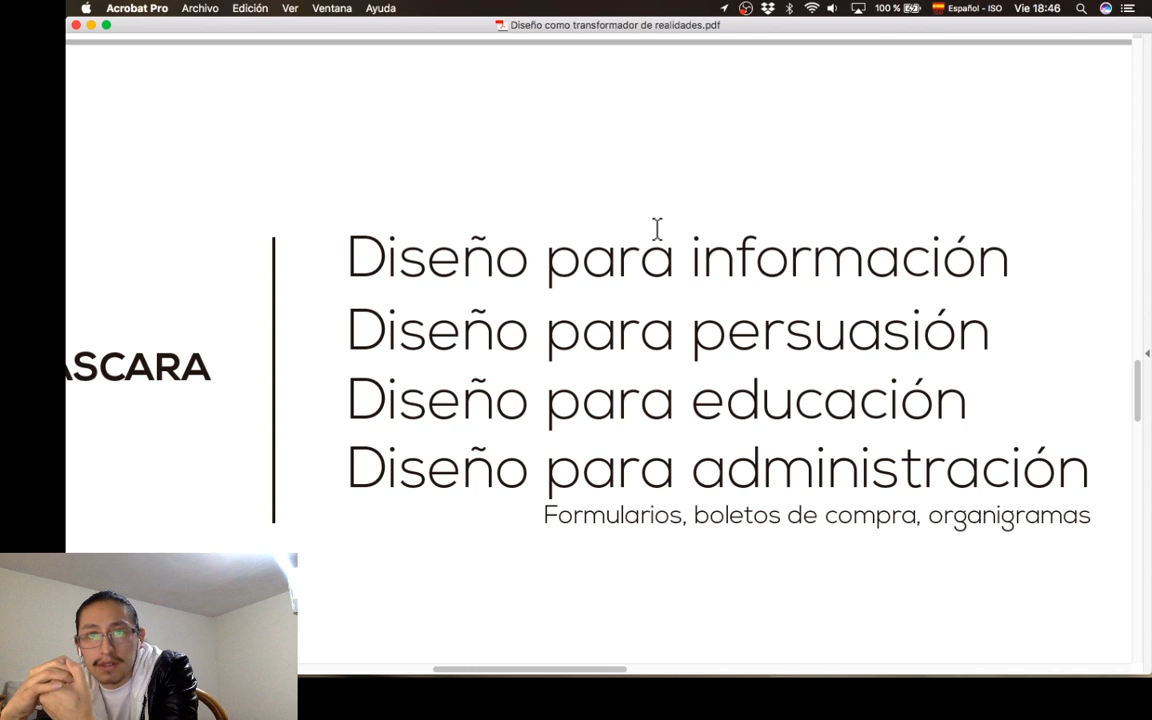 Acrobat Pro Archivo Edición Ver Ventana Ayuda 100 % Español - ISO Vie 18:46
Diseño como transformador de realidades.pdf
ASCARA
Diseño para información
Diseño para persuasión
Diseño para educación
Diseño para administración
Formularios, boletos de compra, organigramas